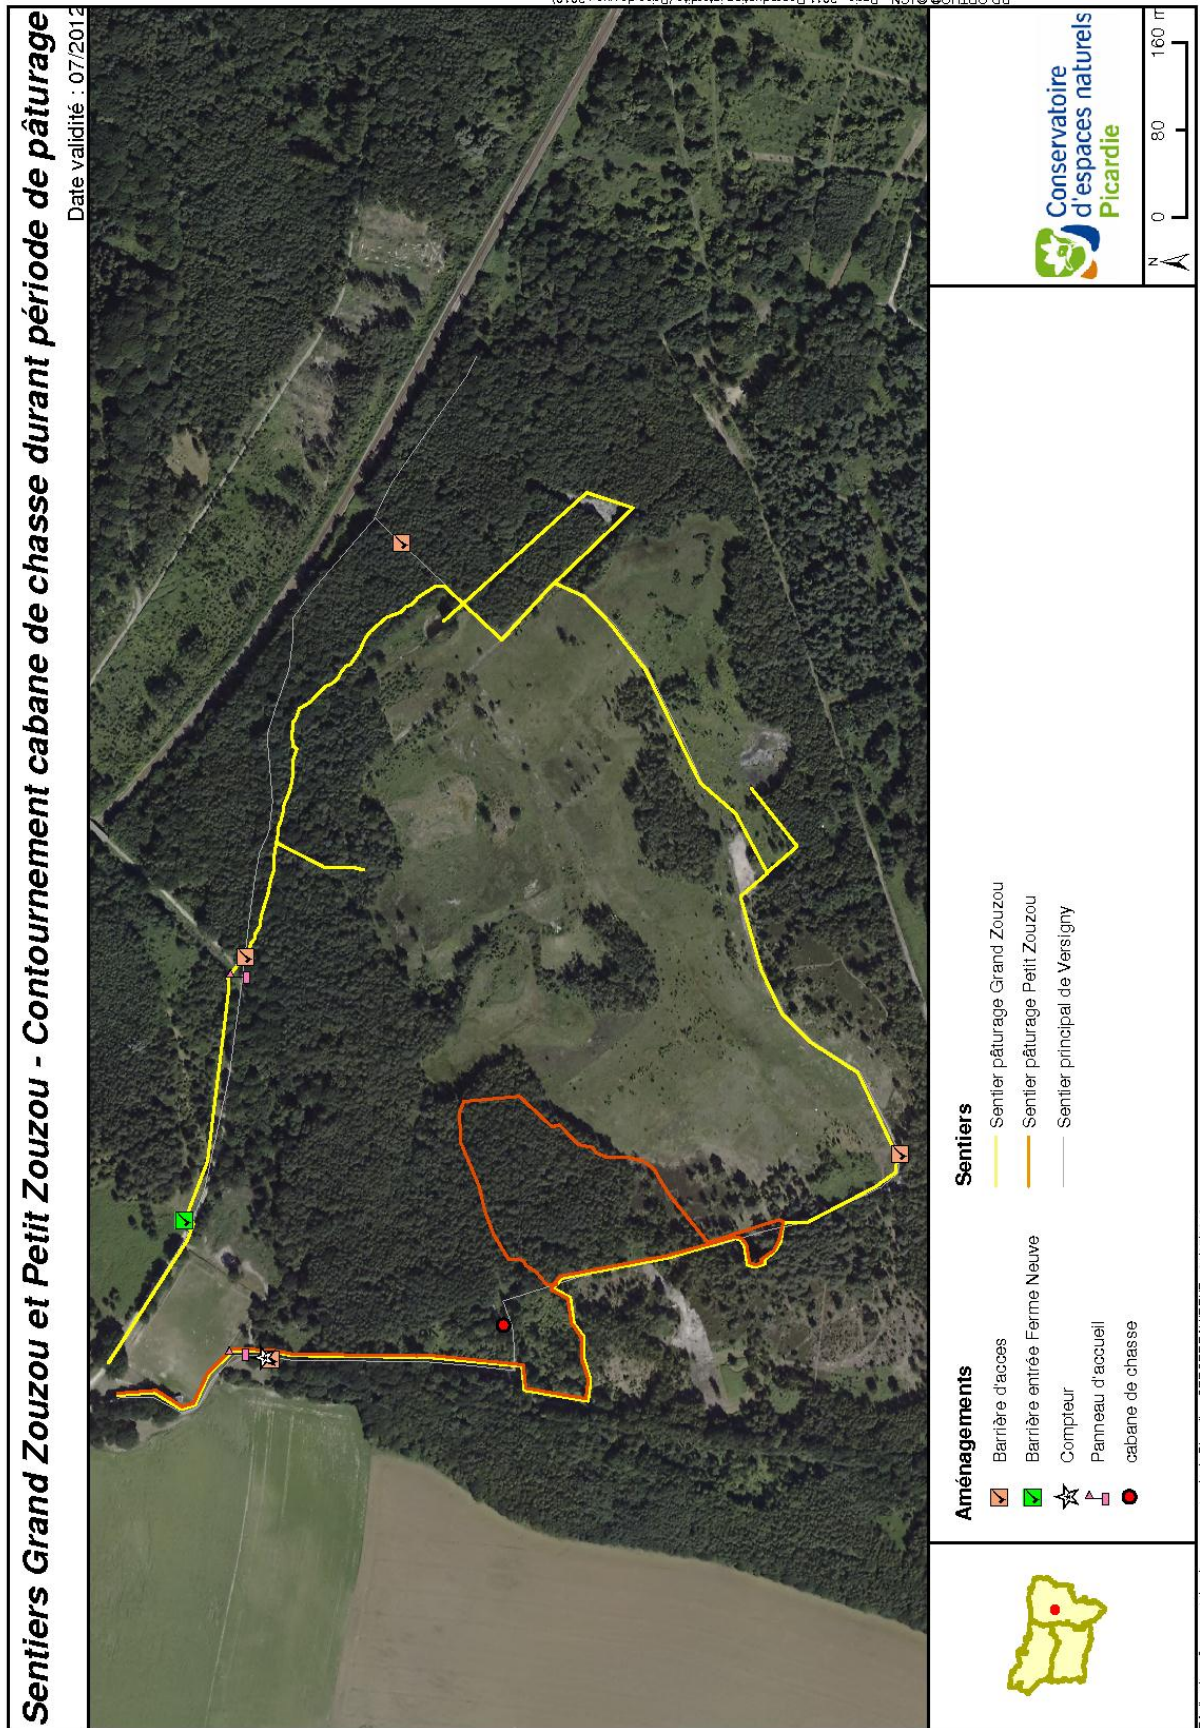 Sentiers Grand Zouzou et Petit Zouzou - Contournement cabane de chasse durant période de pâturage
Date validité : 07/2012
Aménagements
Barrière d'accès
Barrière entrée Ferme Neuve
Compteur
Panneau d'accueil
cabane de chasse
Sentiers
Sentier pâturage Grand Zouzou
Sentier pâturage Petit Zouzou
Sentier principal de Versigny
Conservatoire
d'espaces naturels
Picardie
N
0 80 160 m